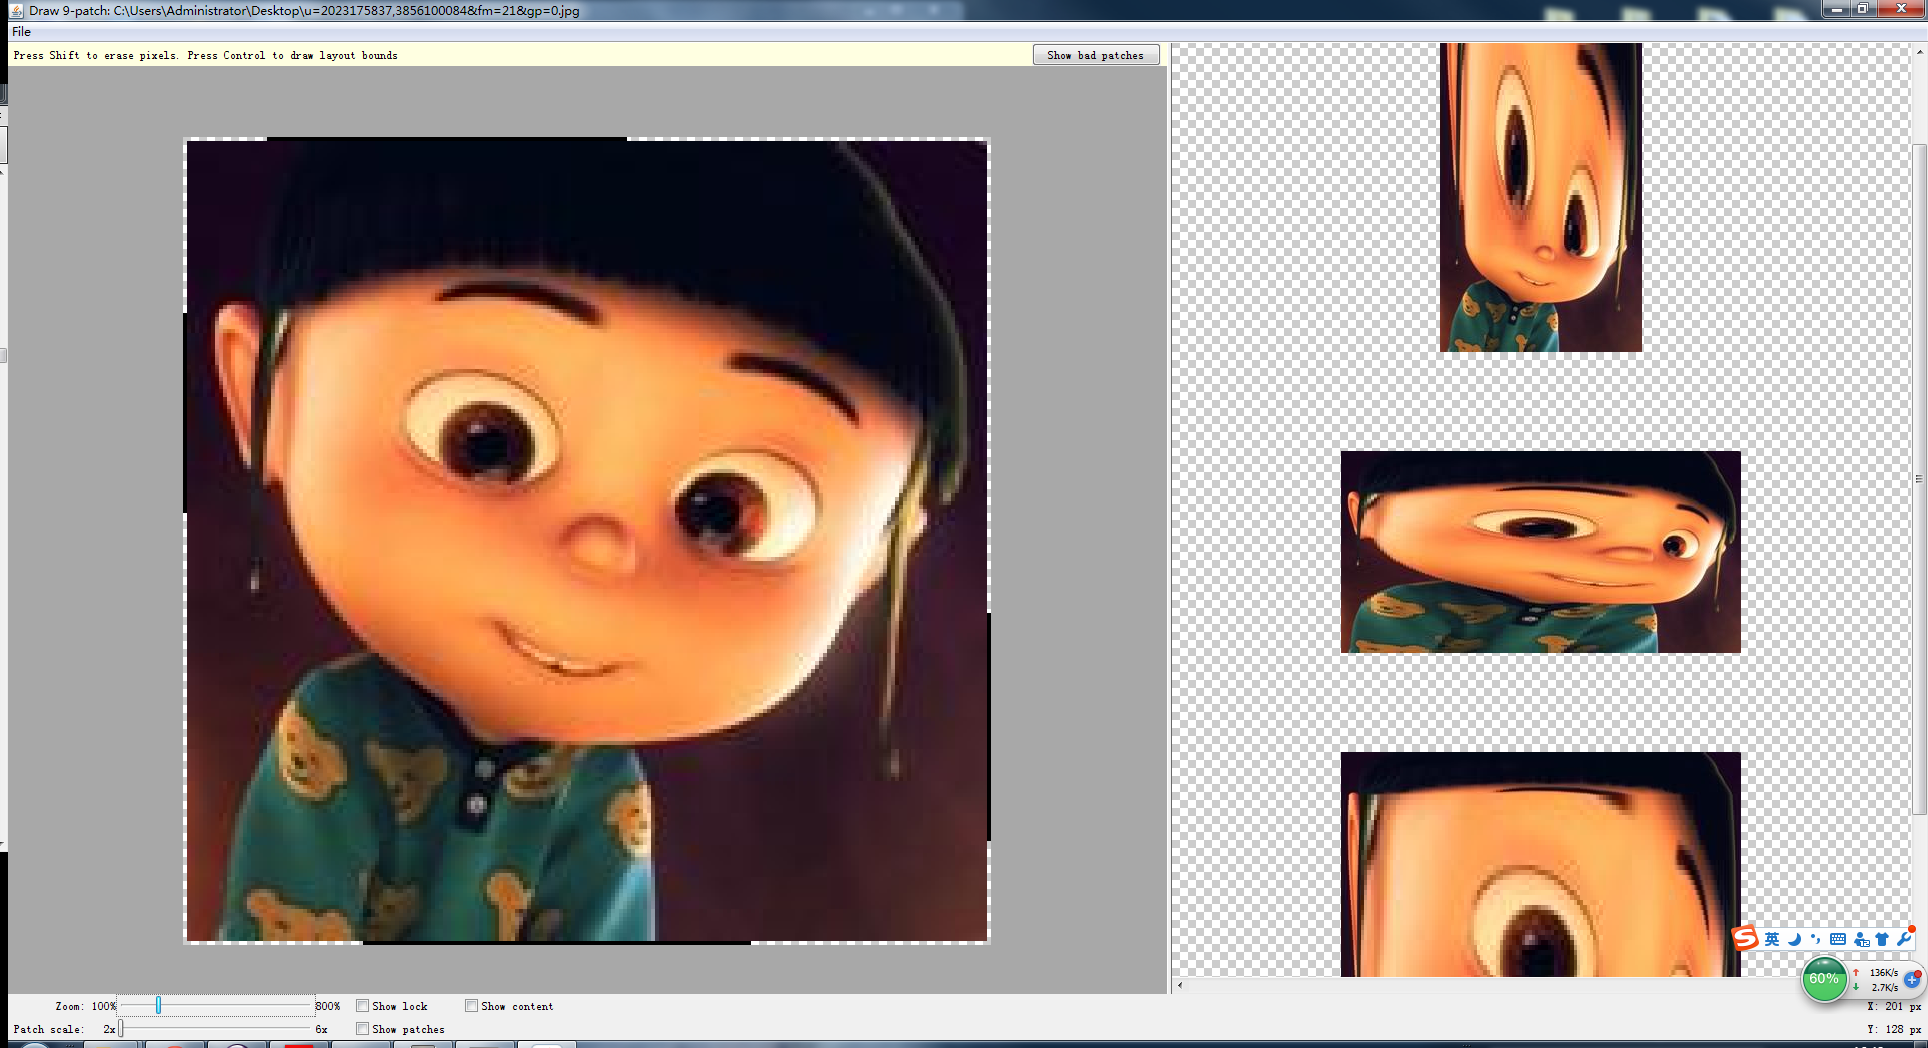 Draw 9-patch: C:\Users\Administrator\Desktop\u=2023175837,3856100084&fm=21&gp=0.jpg
File
Press Shift to erase pixels. Press Control to draw layout bounds
Show bad patches
英
60%
136K/s
2.7K/s
Zoom: 100% 800% Show lock Show content
X: 201 px
Patch scale: 2x 6x Show patches
Y: 128 px